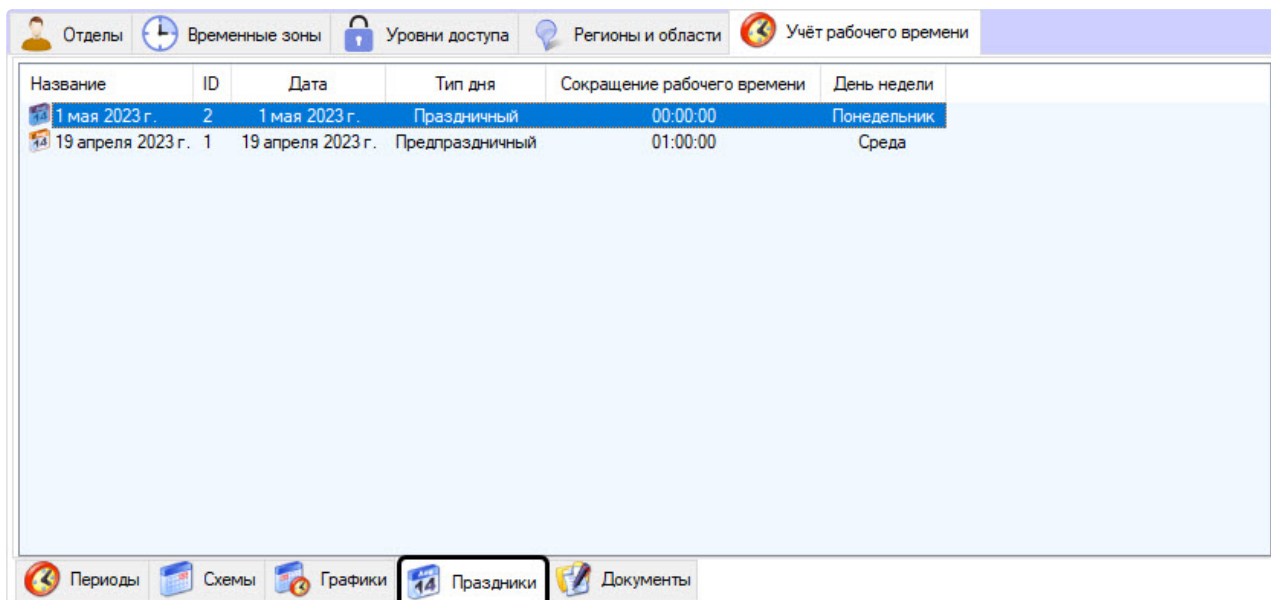 Отделы Временные зоны Уровни доступа Регионы и области Учёт рабочего времени
Название ID Дата Тип дня Сокращение рабочего времени День недели
1 мая 2023 г. 2 1 мая 2023 г. Праздничный 00:00:00 Понедельник
19 апреля 2023 г. 1 19 апреля 2023 г. Предпраздничный 01:00:00 Среда
Периоды Схемы Графики 14 Праздники Документы